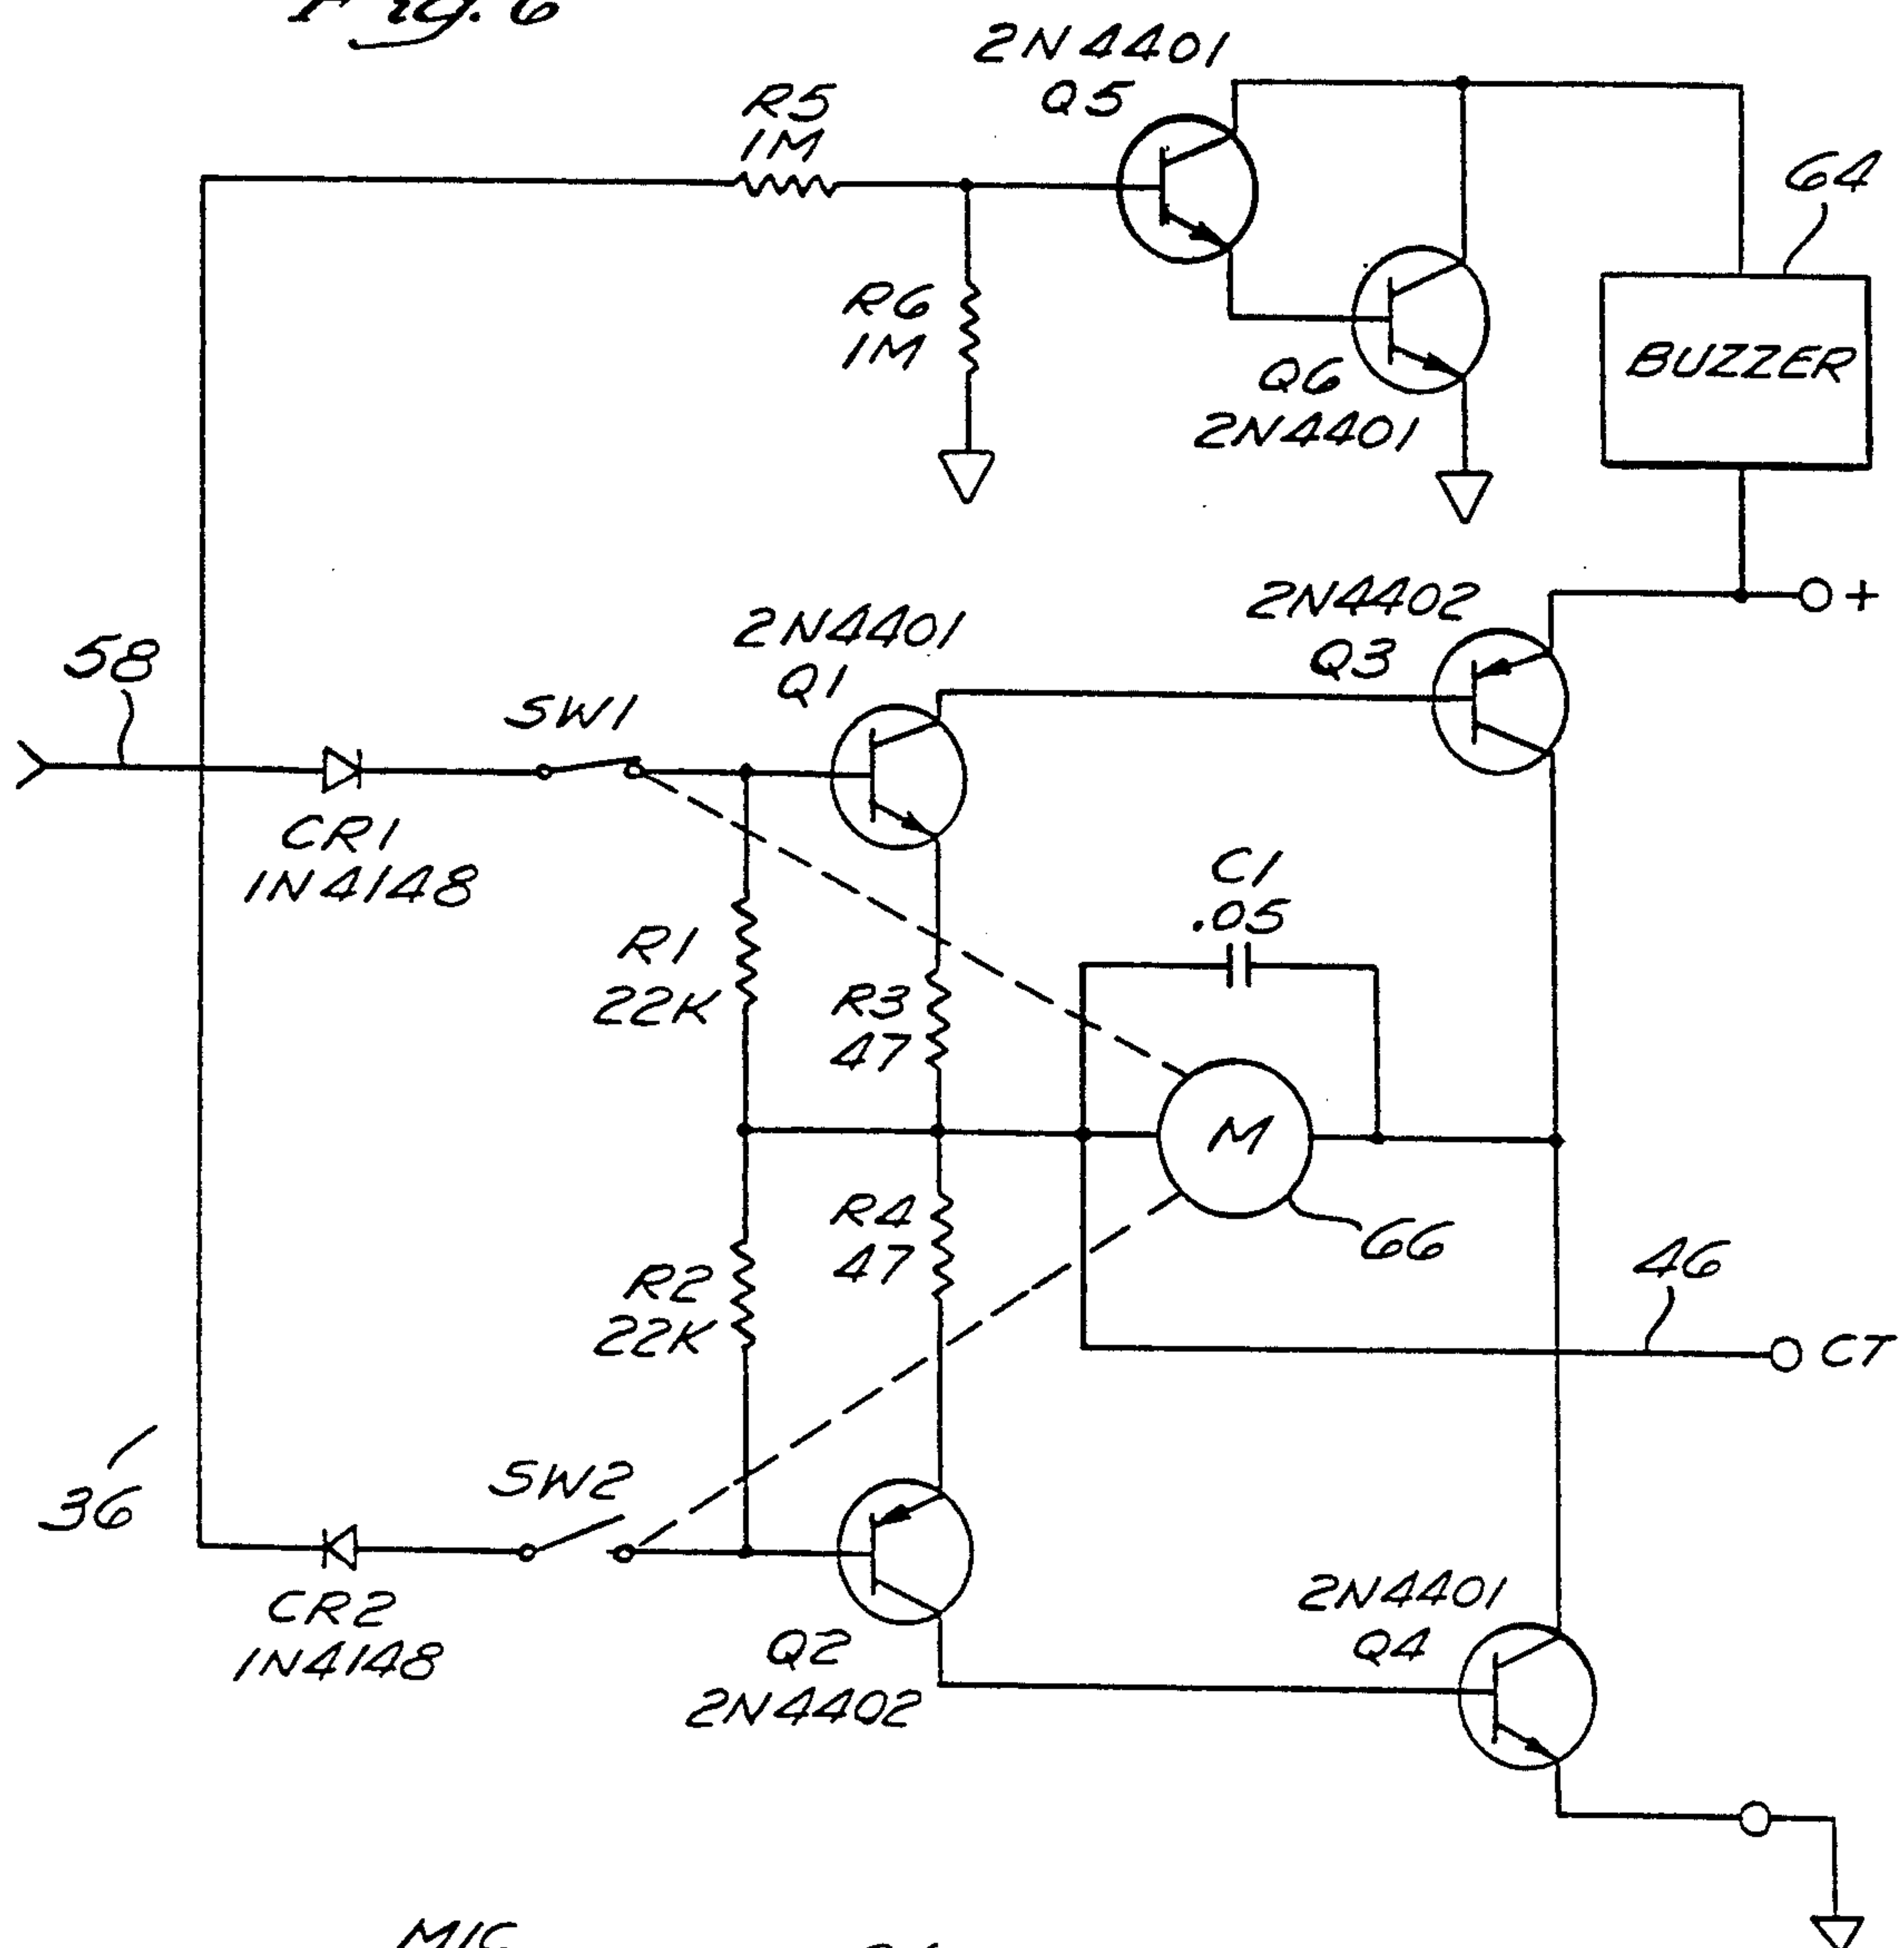 Fig. 6
2N4401
Q5
R5
1M
64
R6
1M
BUZZER
Q6
2N4401
+
2N4402
Q3
2N4401
Q1
58
SW1
CR1
1N4148
C1
.05
R1
22K
R3
47
M
R4
47
66
46
R2
22K
CT
36
SW2
CR2
1N4148
Q2
2N4402
2N4401
Q4